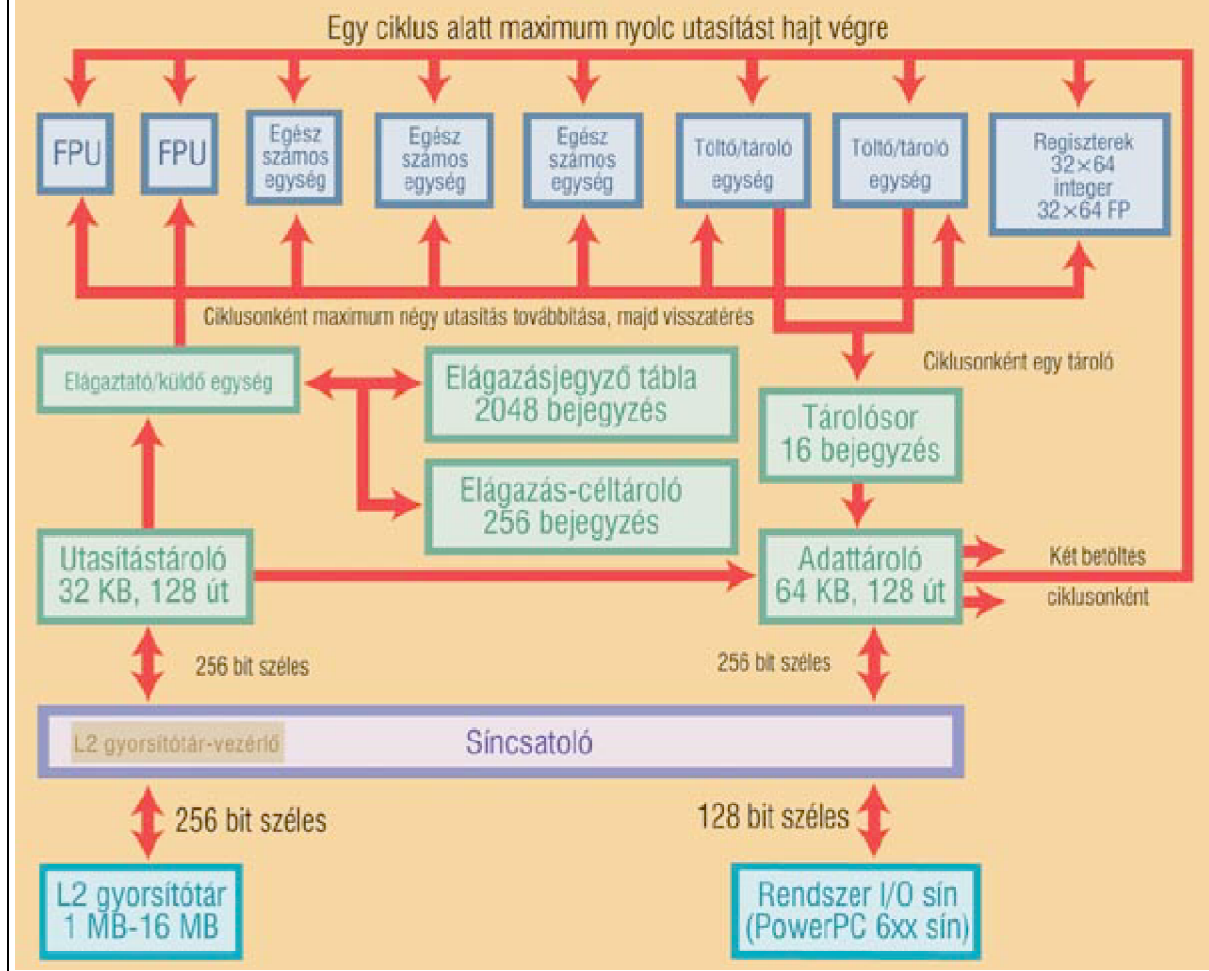 Egy ciklus alatt maximum nyolc utasítást hajt végre
FPU
FPU
Egész
számos
egység
Egész
számos
egység
Egész
számos
egység
Töltő/tároló
egység
Töltő/tároló
egység
Regiszterek
32×64
integer
32×64 FP
Ciklusonként maximum négy utasítás továbbítása, majd visszatérés
Elágaztató/küldő egység
Elágazásjegyző tábla
2048 bejegyzés
Ciklusonként egy tároló
Tárolósor
16 bejegyzés
Elágazás-céltároló
256 bejegyzés
Utasítástároló
32 KB, 128 út
Adattároló
64 KB, 128 út
Két betöltés
ciklusonként
256 bit széles
256 bit széles
L2 gyorsítótár-vezérlő
Síncsatoló
256 bit széles
128 bit széles
L2 gyorsítótár
1 MB-16 MB
Rendszer I/O sín
(PowerPC 6xx sín)